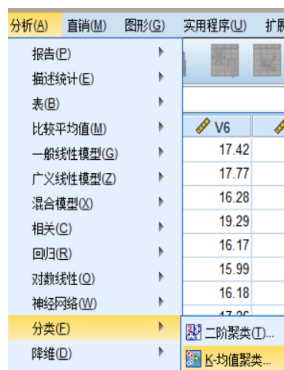 分析(A) 直销(M) 图形(G) 实用程序(U) 扩展
报告(P)
描述统计(E)
表(B)
比较平均值(M)
一般线性模型(G)
广义线性模型(Z)
混合模型(X)
相关(C)
回归(R)
对数线性(O)
神经网络(W)
分类(F)
降维(D)
V6
17.42
17.77
16.28
19.29
16.17
15.99
16.18
17.26
二阶聚类(T)...
K-均值聚类...